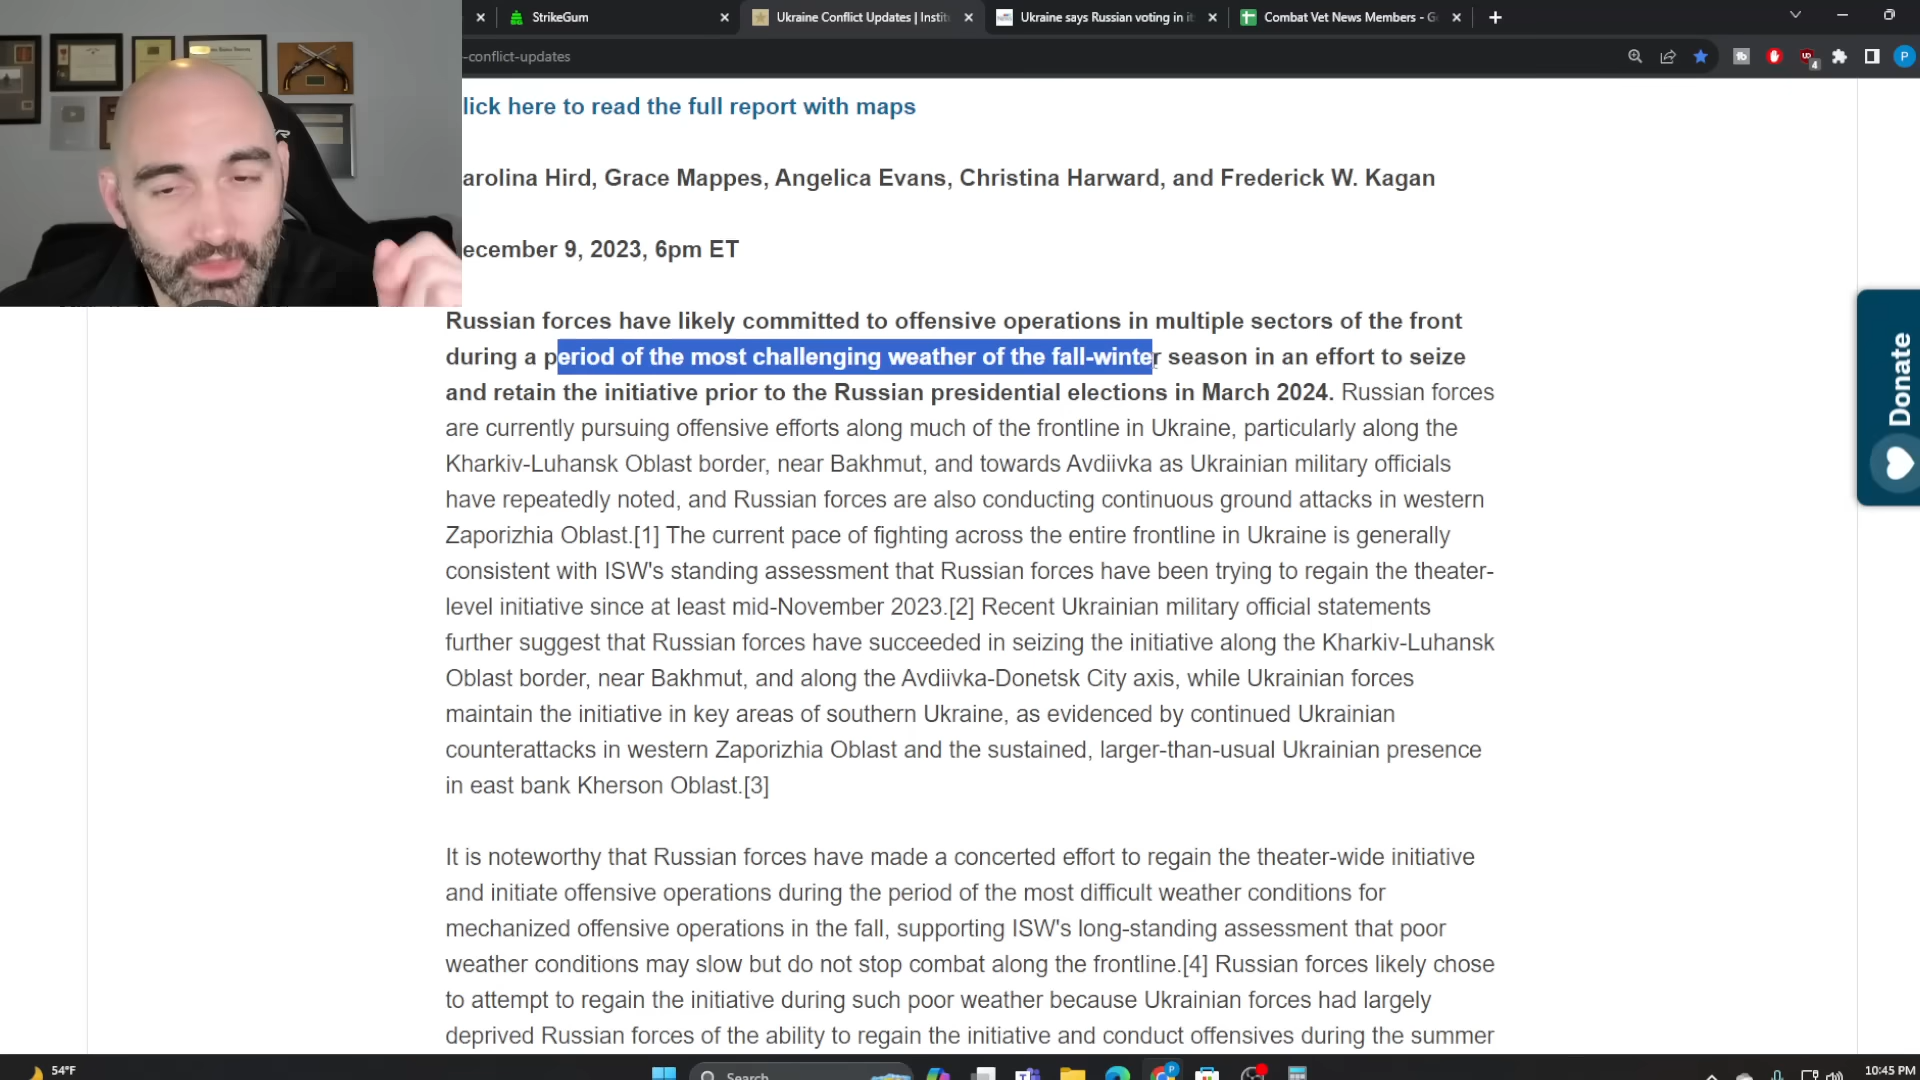 StrikeGum
Ukraine Conflict Updates | Insti
Ukraine says Russian voting in i
Combat Vet News Members - G
-conflict-updates
4
P
lick here to read the full report with maps
arolina Hird, Grace Mappes, Angelica Evans, Christina Harward, and Frederick W. Kagan
ecember 9, 2023, 6pm ET
Russian forces have likely committed to offensive operations in multiple sectors of the front
during a period of the most challenging weather of the fall-winter season in an effort to seize
and retain the initiative prior to the Russian presidential elections in March 2024. Russian forces
are currently pursuing offensive efforts along much of the frontline in Ukraine, particularly along the
Kharkiv-Luhansk Oblast border, near Bakhmut, and towards Avdiivka as Ukrainian military officials
have repeatedly noted, and Russian forces are also conducting continuous ground attacks in western
Zaporizhia Oblast.[1] The current pace of fighting across the entire frontline in Ukraine is generally
consistent with ISW's standing assessment that Russian forces have been trying to regain the theater-
level initiative since at least mid-November 2023.[2] Recent Ukrainian military official statements
further suggest that Russian forces have succeeded in seizing the initiative along the Kharkiv-Luhansk
Oblast border, near Bakhmut, and along the Avdiivka-Donetsk City axis, while Ukrainian forces
maintain the initiative in key areas of southern Ukraine, as evidenced by continued Ukrainian
counterattacks in western Zaporizhia Oblast and the sustained, larger-than-usual Ukrainian presence
in east bank Kherson Oblast.[3]
It is noteworthy that Russian forces have made a concerted effort to regain the theater-wide initiative
and initiate offensive operations during the period of the most difficult weather conditions for
mechanized offensive operations in the fall, supporting ISW's long-standing assessment that poor
weather conditions may slow but do not stop combat along the frontline.[4] Russian forces likely chose
to attempt to regain the initiative during such poor weather because Ukrainian forces had largely
deprived Russian forces of the ability to regain the initiative and conduct offensives during the summer
Donate
54°F
Search
P
10:45 PM